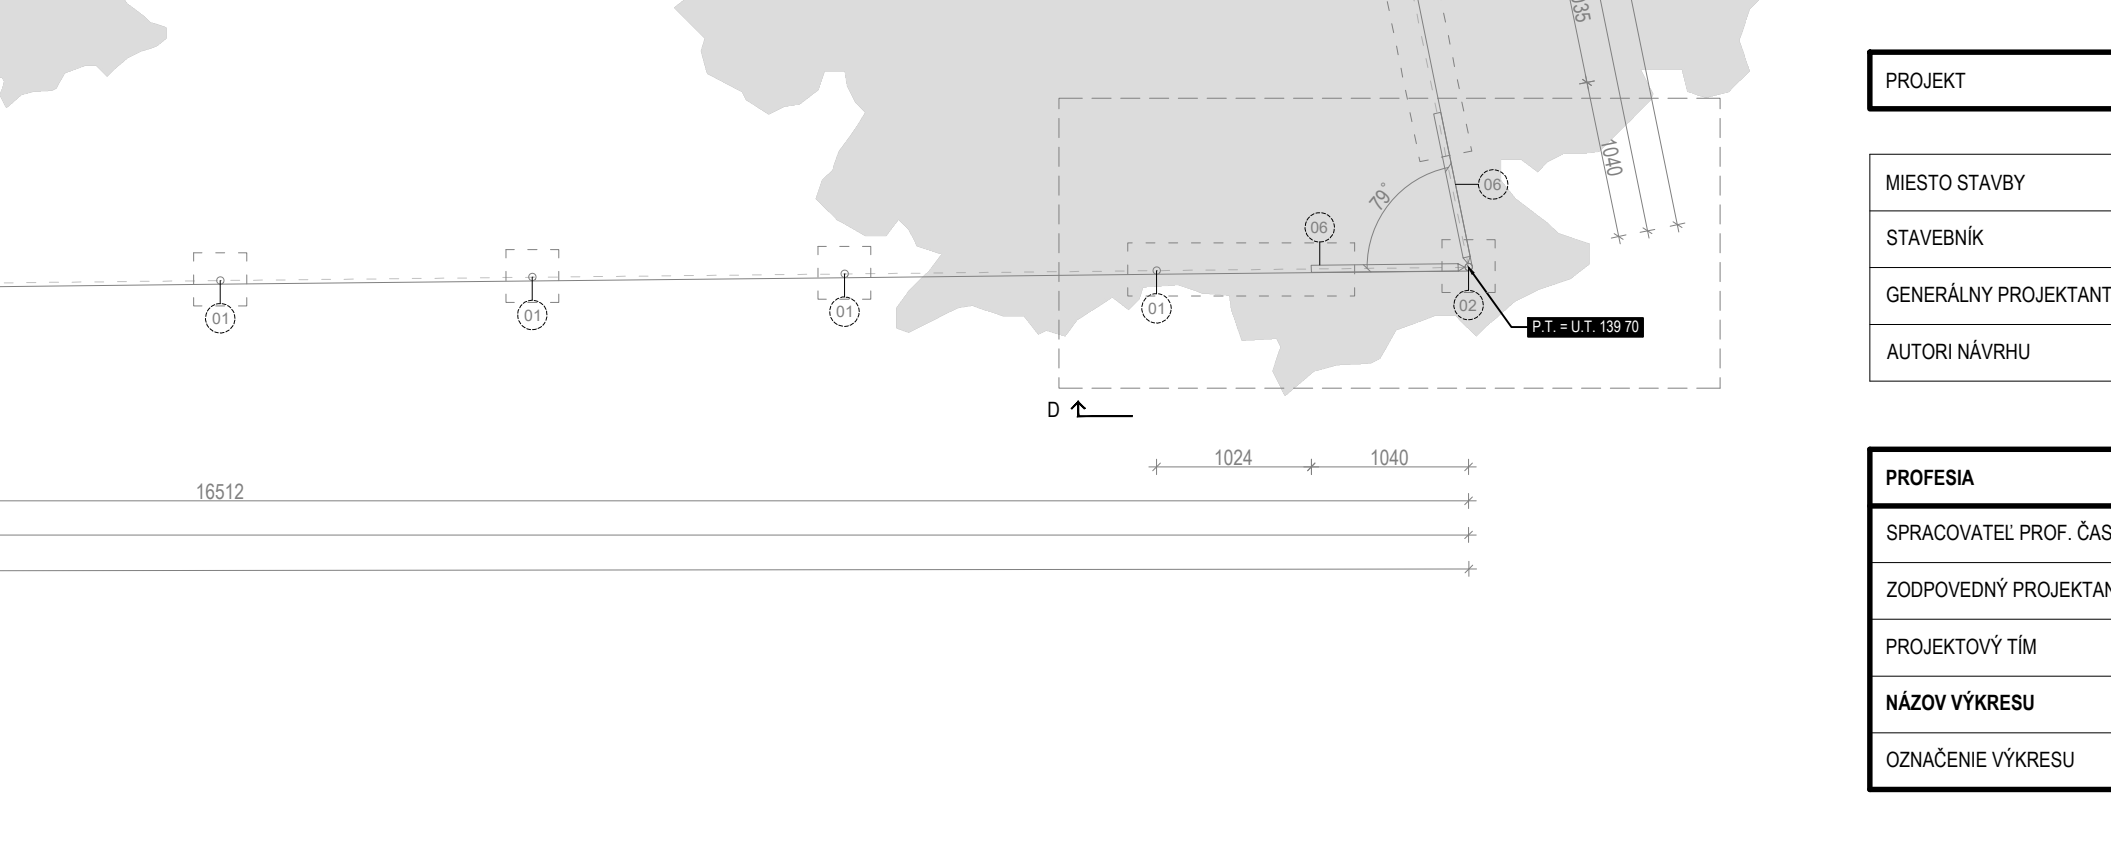 035
1040
79°
06
06
01
01
01
01
02
P.T. = U.T. 139 70
D
1024
1040
16512
PROJEKT
MIESTO STAVBY
STAVEBNÍK
GENERÁLNY PROJEKTANT
AUTORI NÁVRHU
PROFESIA
SPRACOVATEĽ PROF. ČAS
ZODPOVEDNÝ PROJEKTAN
PROJEKTOVÝ TÍM
NÁZOV VÝKRESU
OZNAČENIE VÝKRESU